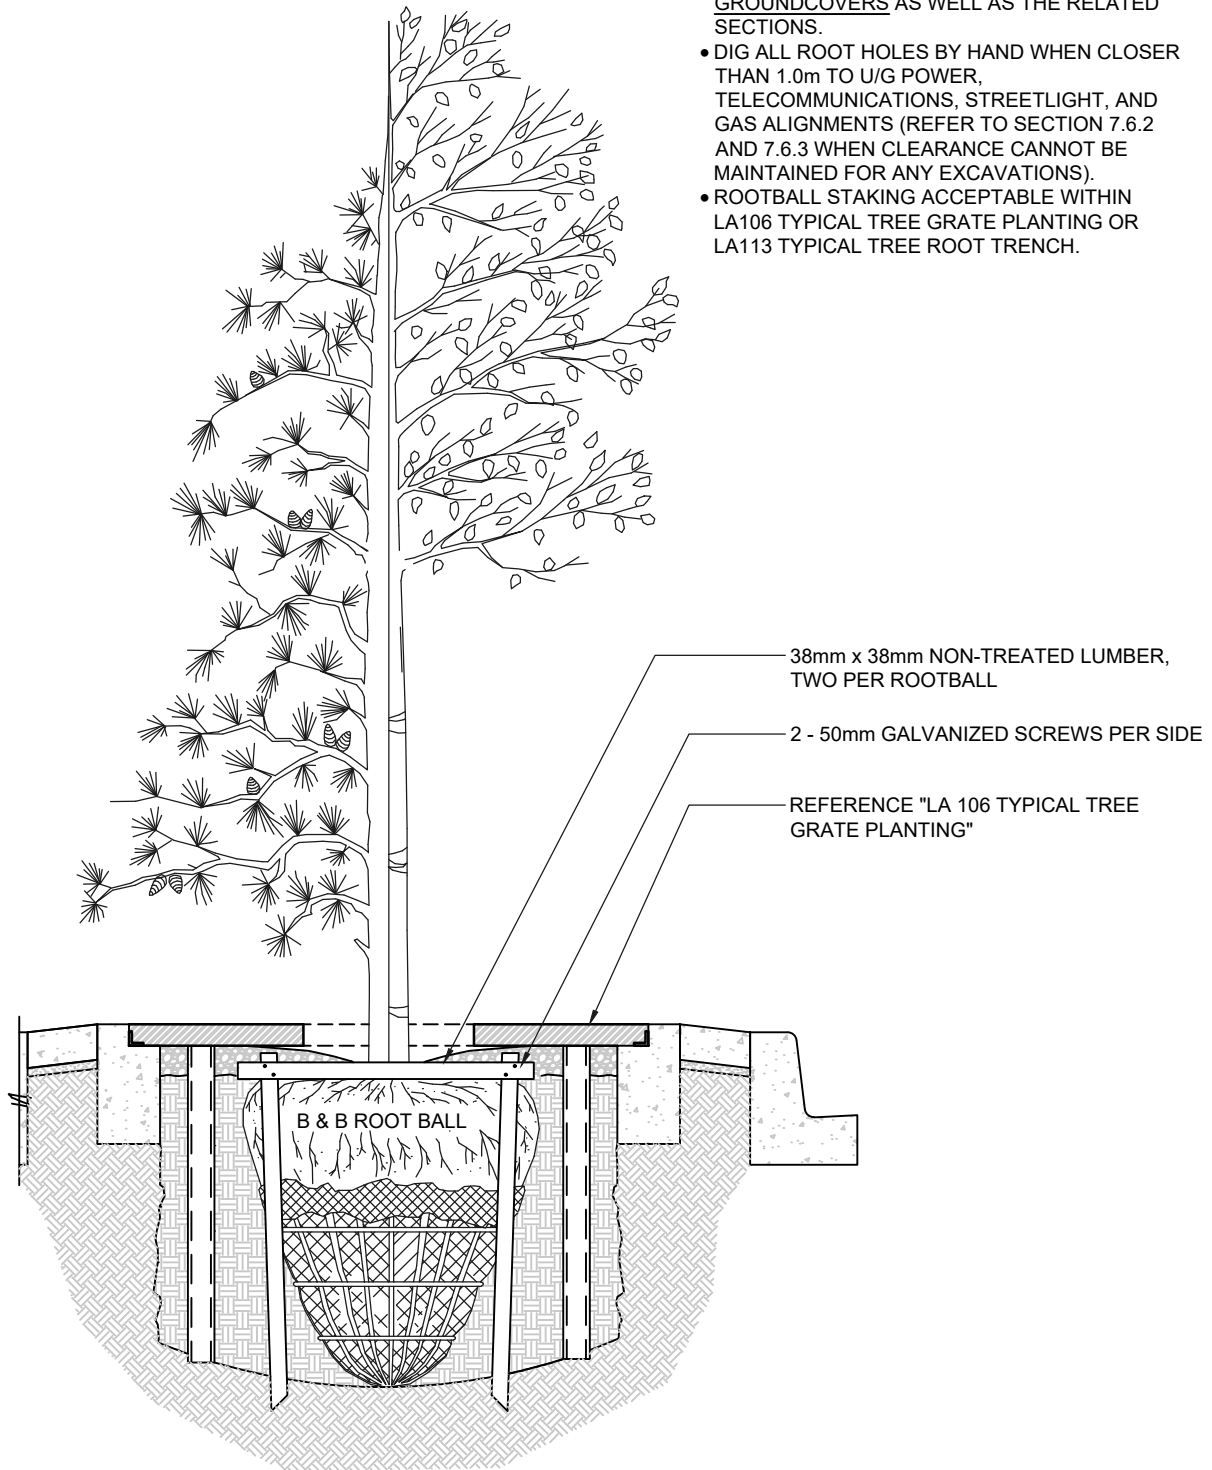 GROUNDCOVERS AS WELL AS THE RELATED
SECTIONS.
• DIG ALL ROOT HOLES BY HAND WHEN CLOSER
THAN 1.0m TO U/G POWER,
TELECOMMUNICATIONS, STREETLIGHT, AND
GAS ALIGNMENTS (REFER TO SECTION 7.6.2
AND 7.6.3 WHEN CLEARANCE CANNOT BE
MAINTAINED FOR ANY EXCAVATIONS).
• ROOTBALL STAKING ACCEPTABLE WITHIN
LA106 TYPICAL TREE GRATE PLANTING OR
LA113 TYPICAL TREE ROOT TRENCH.
38mm x 38mm NON-TREATED LUMBER,
TWO PER ROOTBALL
2 - 50mm GALVANIZED SCREWS PER SIDE
REFERENCE "LA 106 TYPICAL TREE
GRATE PLANTING"
B & B ROOT BALL